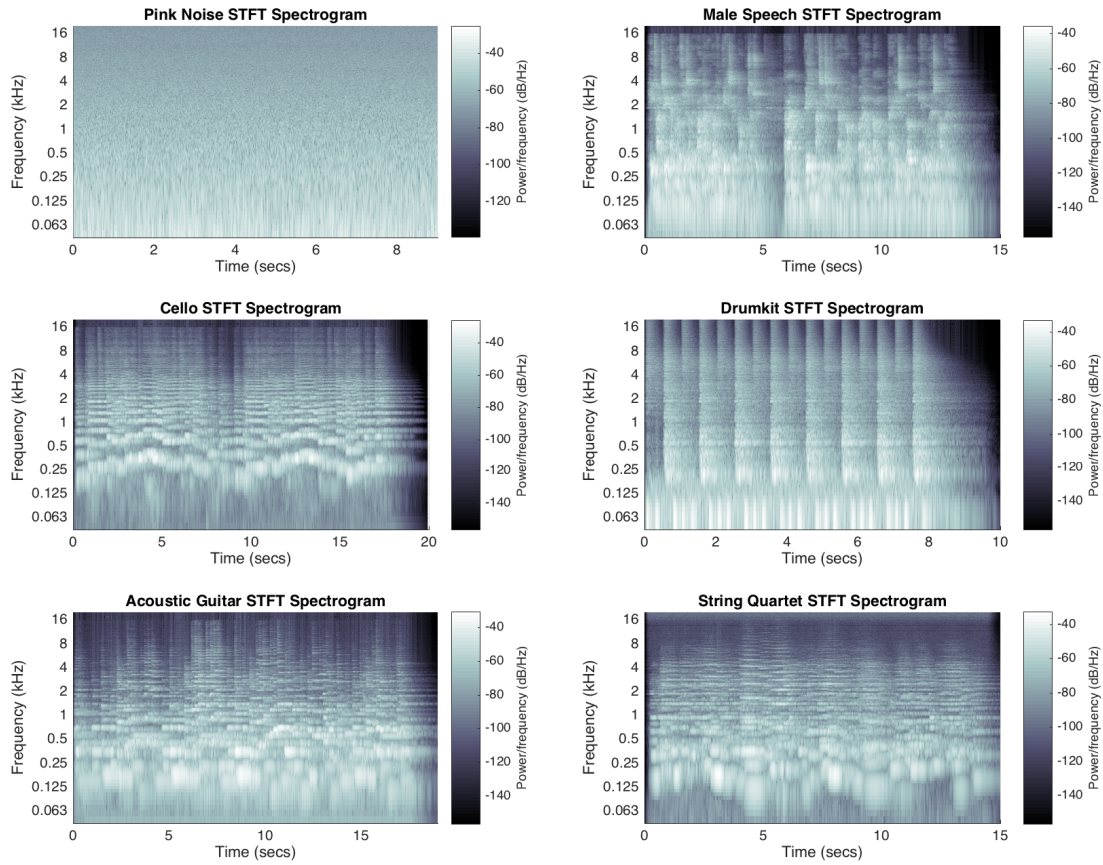 Pink Noise STFT Spectrogram
16
8
4
2
1
0.5
0.25
0.125
0.063
Frequency (kHz)
0 2 4 6 8
Time (secs)
-40
-60
-80
-100
-120
Power/frequency (dB/Hz)
Male Speech STFT Spectrogram
16
8
4
2
1
0.5
0.25
0.125
0.063
Frequency (kHz)
0 5 10 15
Time (secs)
-40
-60
-80
-100
-120
-140
Power/frequency (dB/Hz)
Cello STFT Spectrogram
16
8
4
2
1
0.5
0.25
0.125
0.063
Frequency (kHz)
0 5 10 15 20
Time (secs)
-40
-60
-80
-100
-120
-140
Power/frequency (dB/Hz)
Drumkit STFT Spectrogram
16
8
4
2
1
0.5
0.25
0.125
0.063
Frequency (kHz)
0 2 4 6 8 10
Time (secs)
-40
-60
-80
-100
-120
-140
Power/frequency (dB/Hz)
Acoustic Guitar STFT Spectrogram
16
8
4
2
1
0.5
0.25
0.125
0.063
Frequency (kHz)
0 5 10 15
Time (secs)
-40
-60
-80
-100
-120
-140
Power/frequency (dB/Hz)
String Quartet STFT Spectrogram
16
8
4
2
1
0.5
0.25
0.125
0.063
Frequency (kHz)
0 5 10 15
Time (secs)
-40
-60
-80
-100
-120
-140
Power/frequency (dB/Hz)